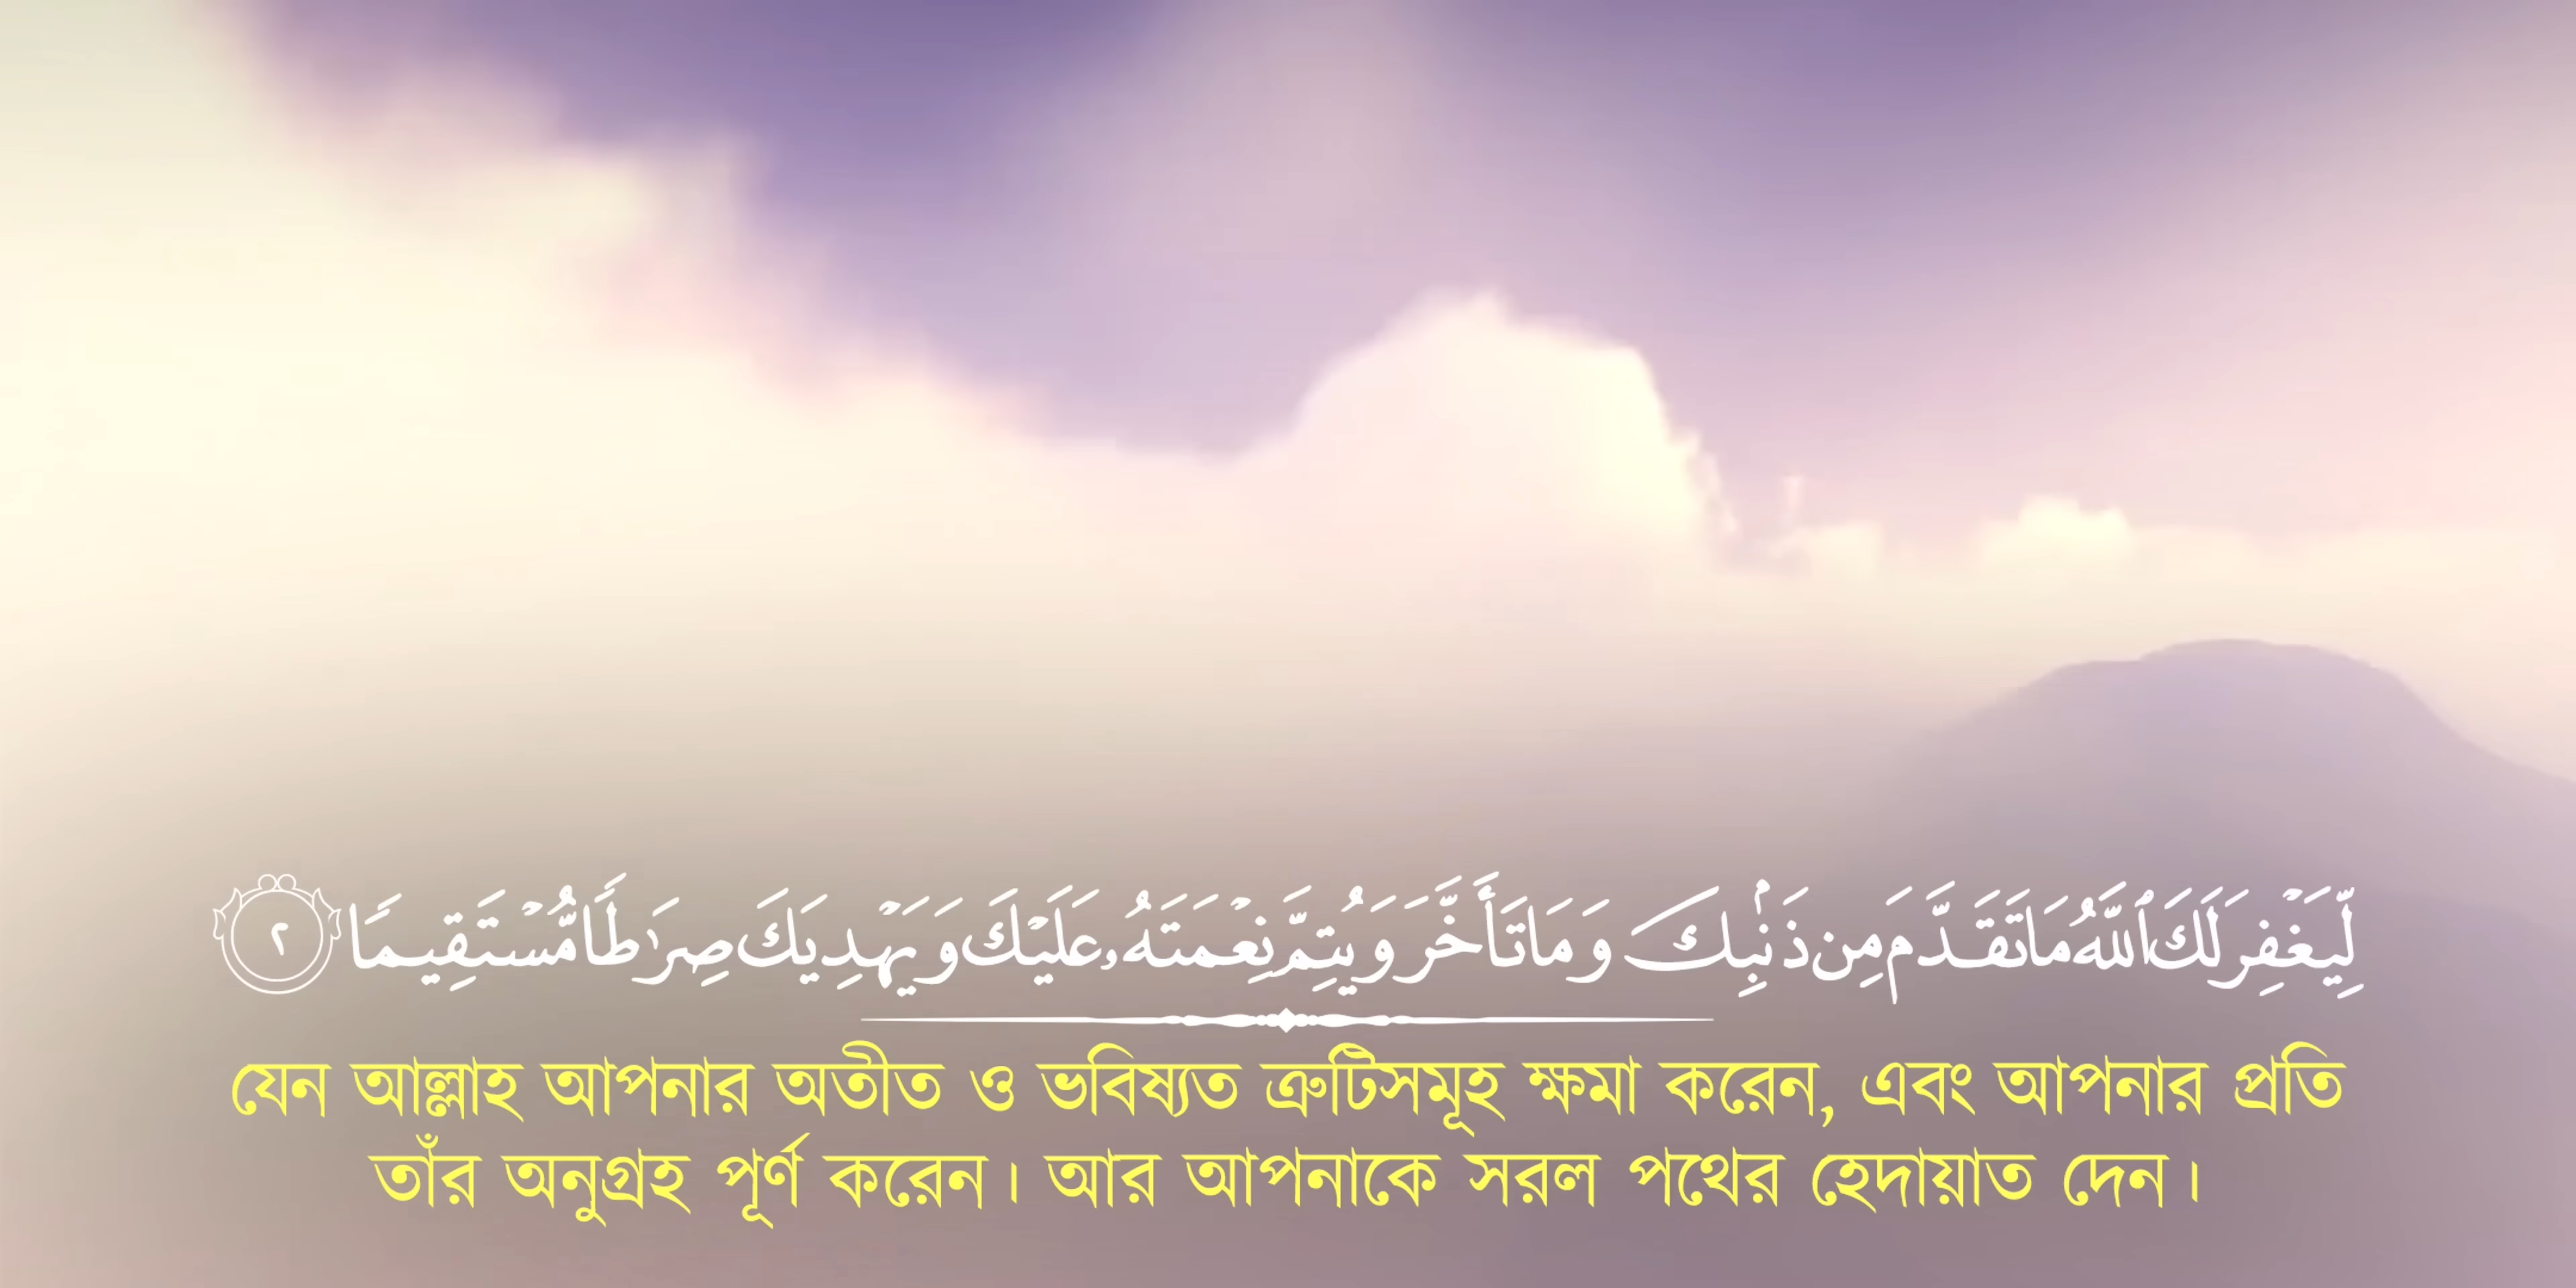 لِّيَغْفِرَ لَكَ ٱللَّهُ مَا تَقَدَّمَ مِن ذَنۢبِكَ وَمَا تَأَخَّرَ وَيُتِمَّ نِعْمَتَهُۥ عَلَيْكَ وَيَهْدِيَكَ صِرَٰطًا مُّسْتَقِيمًا ٢
যেন আল্লাহ আপনার অতীত ও ভবিষ্যত ত্রুটিসমূহ ক্ষমা করেন, এবং আপনার প্রতি
তাঁর অনুগ্রহ পূর্ণ করেন। আর আপনাকে সরল পথের হেদায়াত দেন।